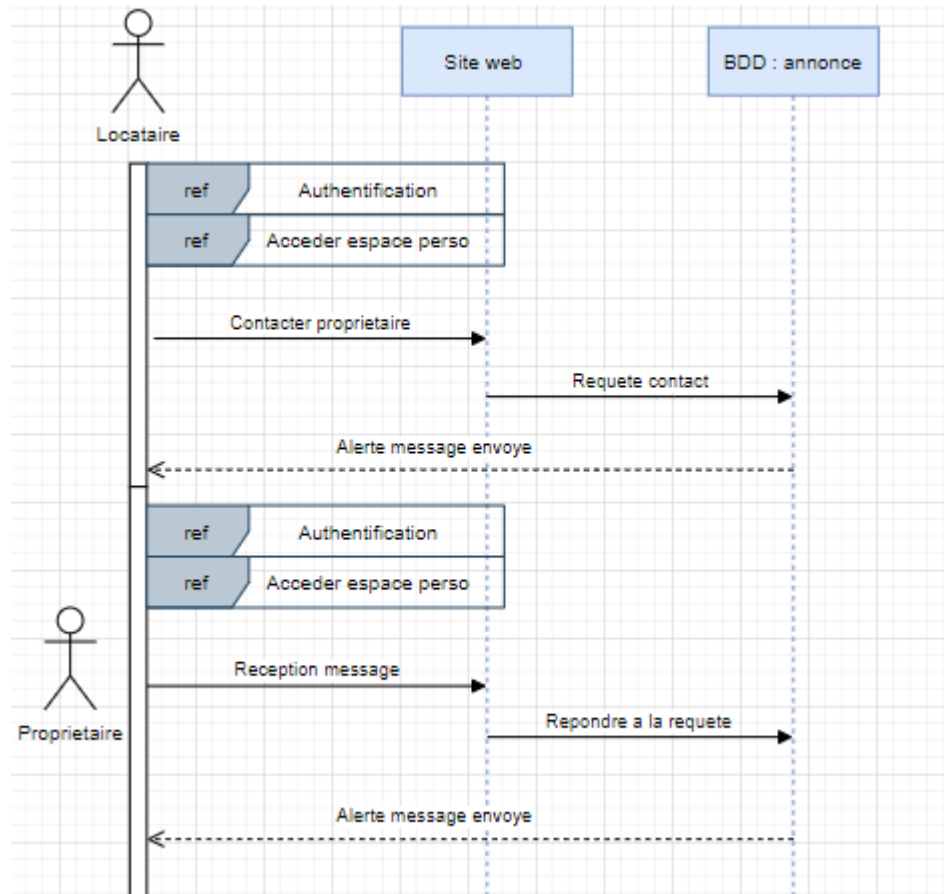 Site web
BDD : annonce
Locataire
ref
Authentification
ref
Acceder espace perso
Contacter proprietaire
Requete contact
Alerte message envoye
ref
Authentification
ref
Acceder espace perso
Reception message
Proprietaire
Repondre a la requete
Alerte message envoye